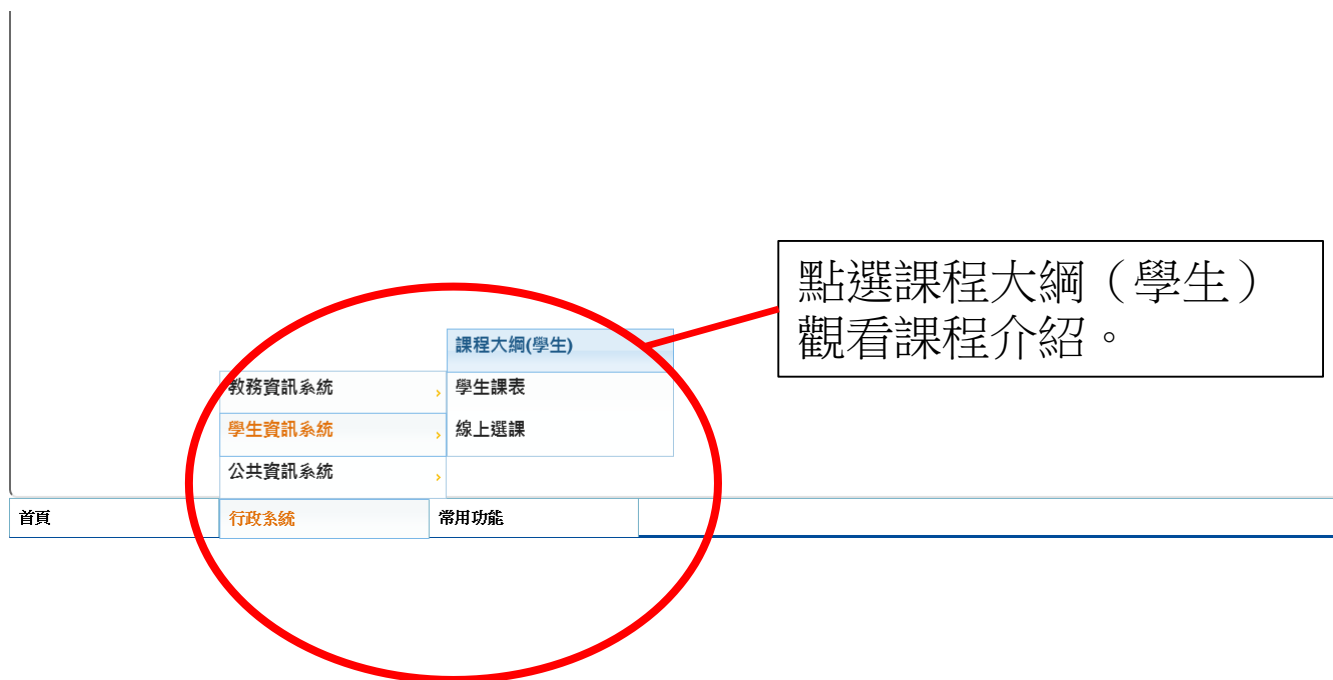 點選課程大綱（學生）
觀看課程介紹。
課程大綱(學生)
教務資訊系統
學生課表
學生資訊系統
線上選課
公共資訊系統
首頁
行政系統
常用功能